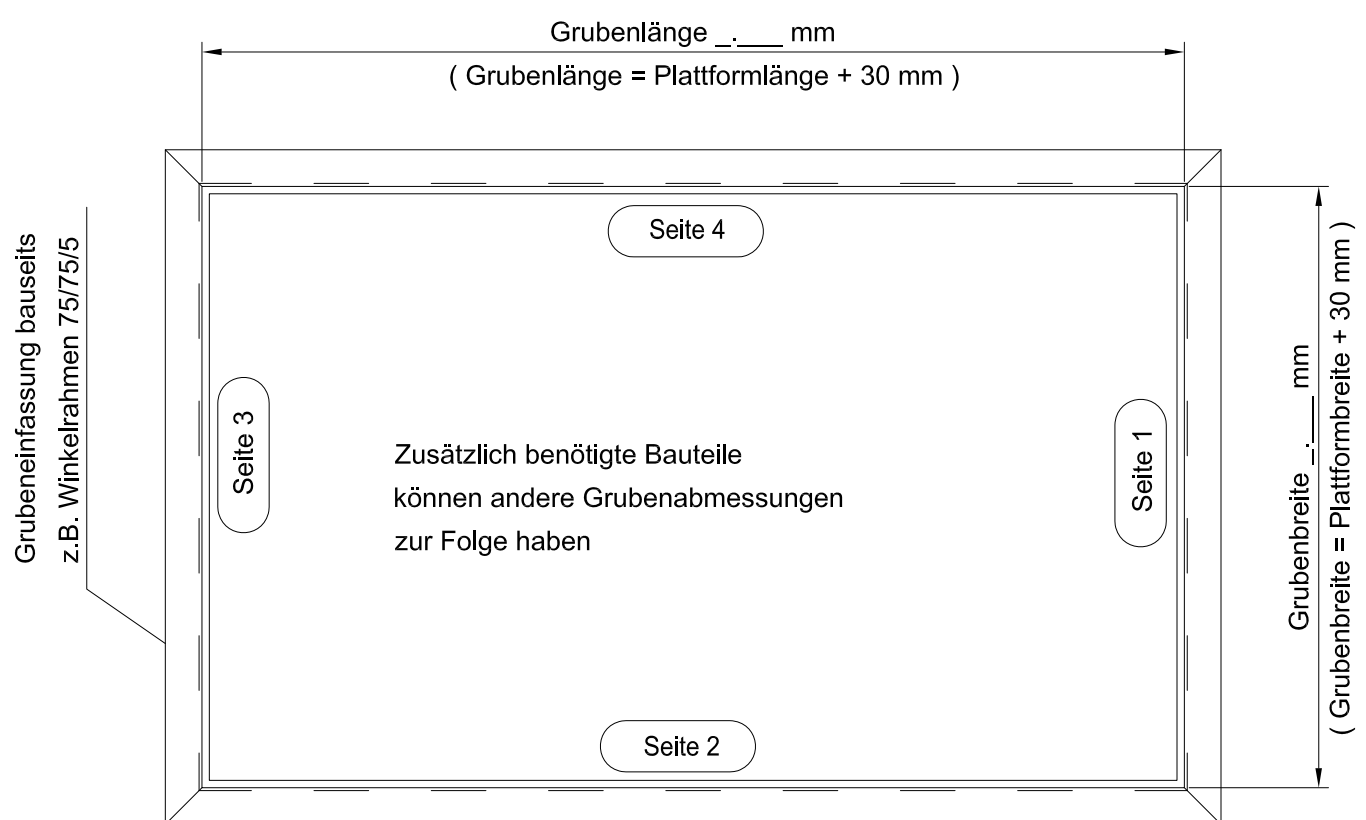 Grubenlänge _.___ mm
( Grubenlänge = Plattformlänge + 30 mm )
Grubeneinfassung bauseits
z.B. Winkelrahmen 75/75/5
Seite 4
Seite 3
Zusätzlich benötigte Bauteile
können andere Grubenabmessungen
zur Folge haben
Seite 1
Seite 2
Grubenbreite _.___ mm
( Grubenbreite = Plattformbreite + 30 mm )